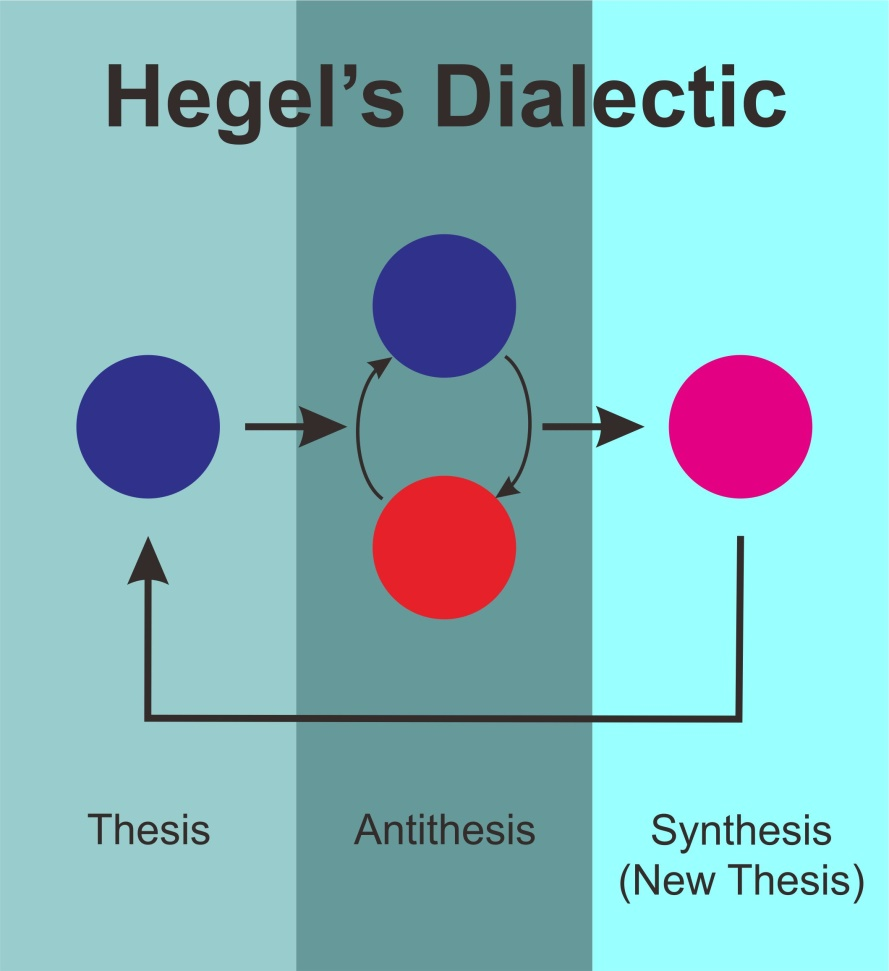 Hegel’s Dialectic
Thesis
Antithesis
Synthesis
(New Thesis)